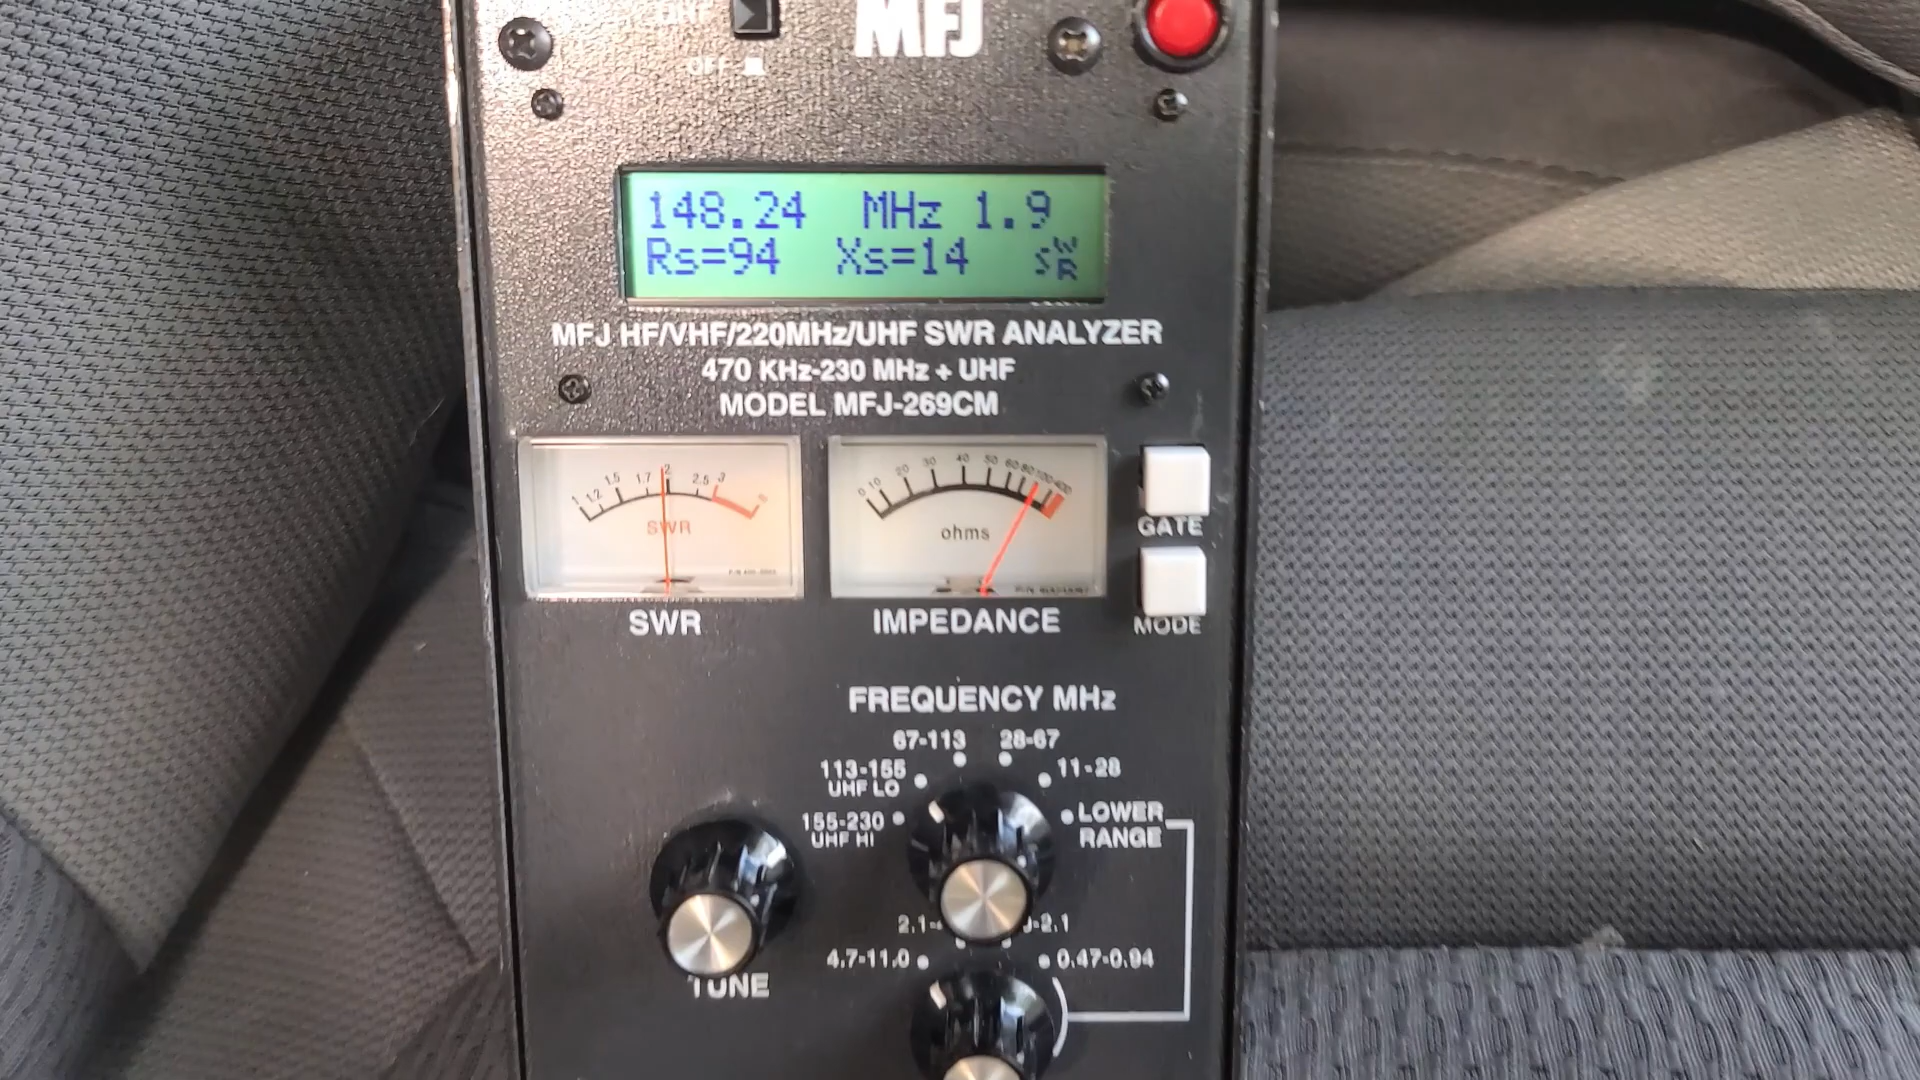 UHF
OFF
MFJ
148.24 MHz 1.9
Rs=94 Xs=14 SWR
MFJ HF/VHF/220MHz/UHF SWR ANALYZER
470 KHz-230 MHz + UHF
MODEL MFJ-269CM
1 1.2 1.5 1.7 2 2.5 3
SWR
0 10 20 30 40 50 60 80 100 400
ohms
GATE
MODE
SWR
IMPEDANCE
FREQUENCY MHz
67-113 28-67
113-155 11-28
UHF LO
155-230 LOWER
UHF HI RANGE
2.1- -2.1
4.7-11.0 0.47-0.94
TUNE